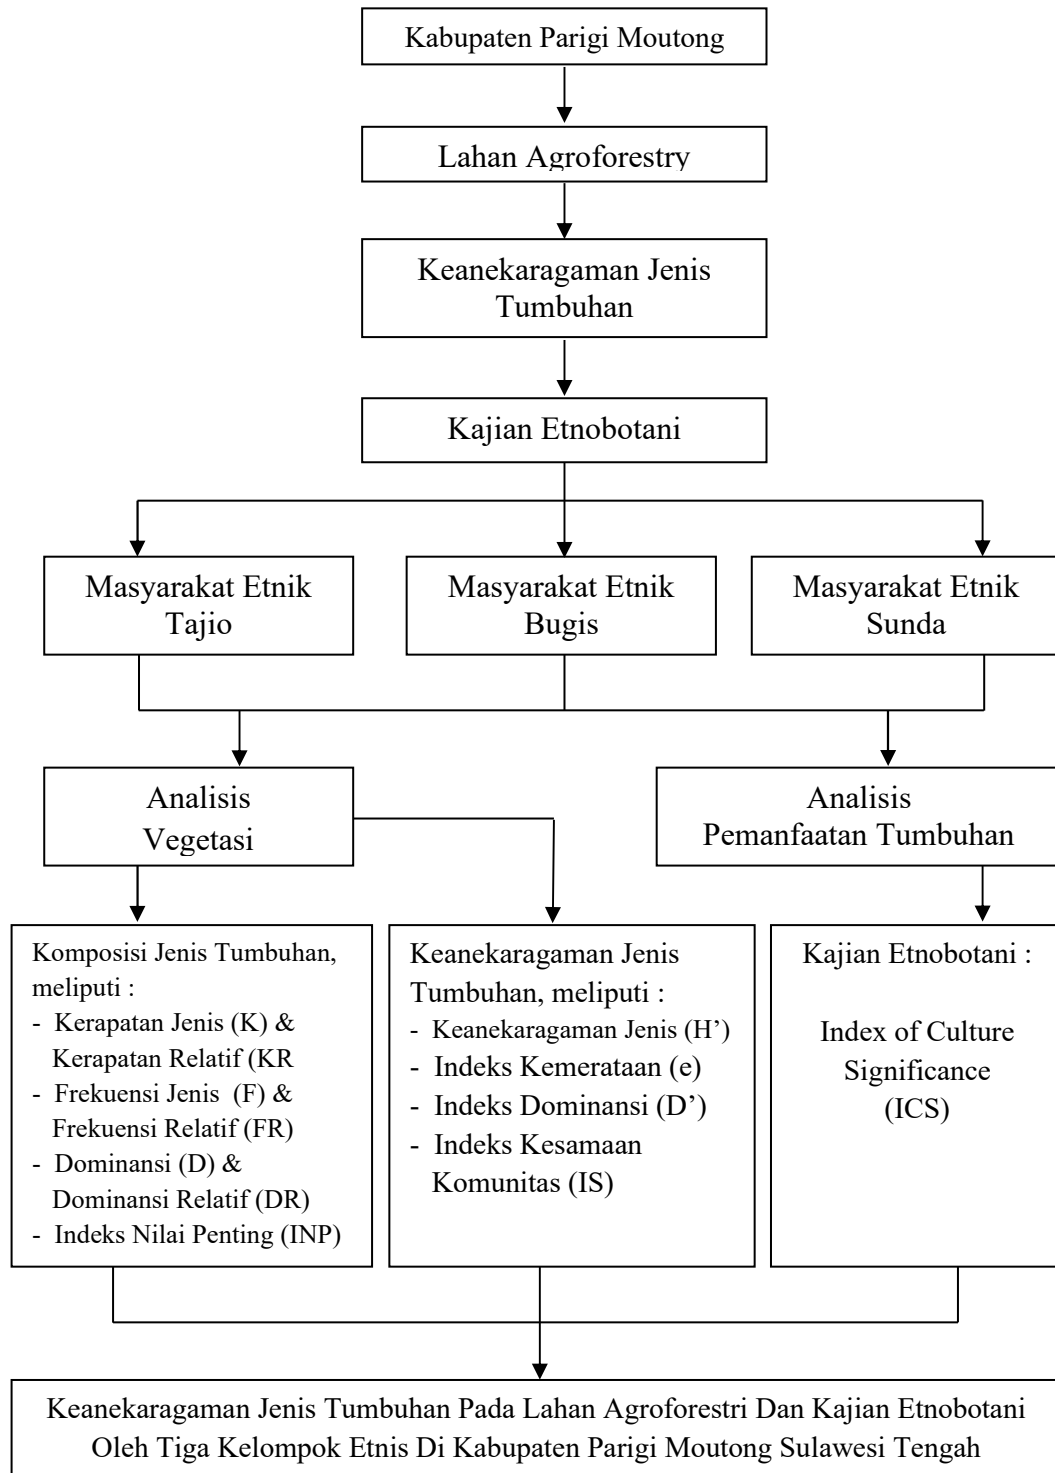 Kabupaten Parigi Moutong
Lahan Agroforestry
Keanekaragaman Jenis
Tumbuhan
Kajian Etnobotani
Masyarakat Etnik
Tajio
Masyarakat Etnik
Bugis
Masyarakat Etnik
Sunda
Analisis
Vegetasi
Analisis
Pemanfaatan Tumbuhan
Komposisi Jenis Tumbuhan,
meliputi :
- Kerapatan Jenis (K) &
Kerapatan Relatif (KR
- Frekuensi Jenis (F) &
Frekuensi Relatif (FR)
- Dominansi (D) &
Dominansi Relatif (DR)
- Indeks Nilai Penting (INP)
Keanekaragaman Jenis
Tumbuhan, meliputi :
- Keanekaragaman Jenis (H’)
- Indeks Kemerataan (e)
- Indeks Dominansi (D’)
- Indeks Kesamaan
Komunitas (IS)
Kajian Etnobotani :
Index of Culture
Significance
(ICS)
Keanekaragaman Jenis Tumbuhan Pada Lahan Agroforestri Dan Kajian Etnobotani
Oleh Tiga Kelompok Etnis Di Kabupaten Parigi Moutong Sulawesi Tengah